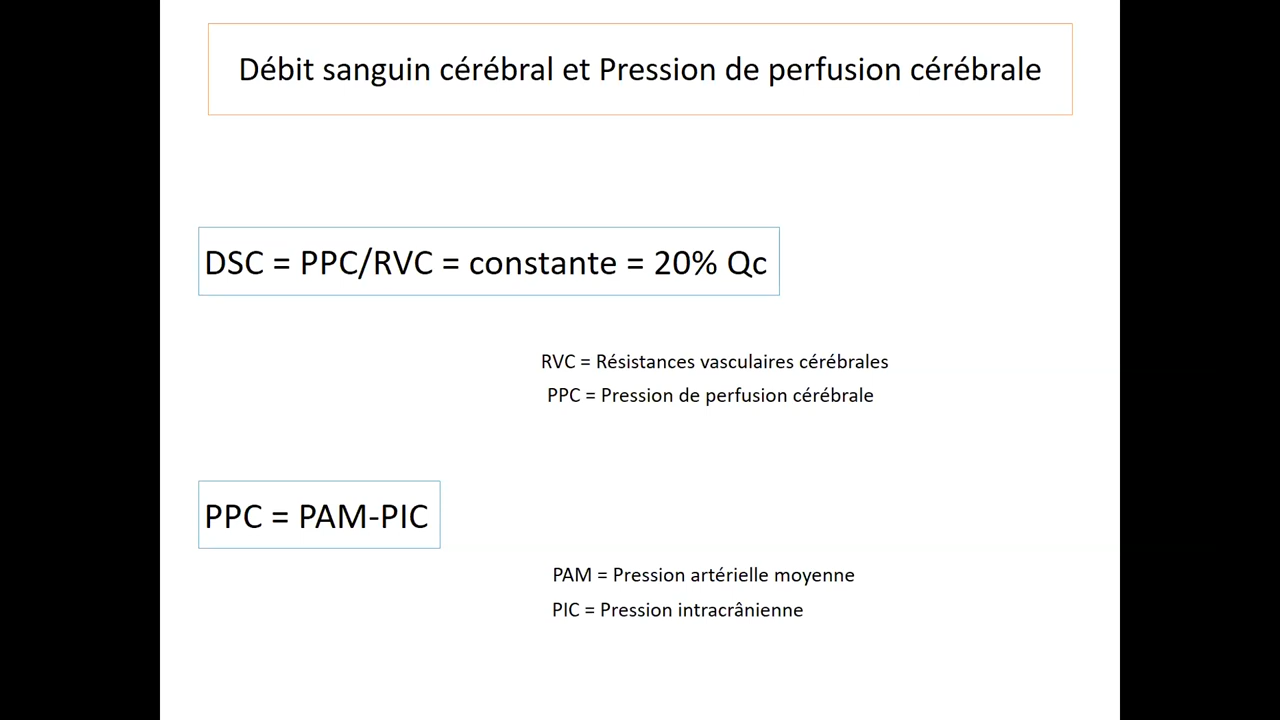 Débit sanguin cérébral et Pression de perfusion cérébrale
DSC = PPC/RVC = constante = 20% Qc
RVC = Résistances vasculaires cérébrales
PPC = Pression de perfusion cérébrale
PPC = PAM-PIC
PAM = Pression artérielle moyenne
PIC = Pression intracrânienne